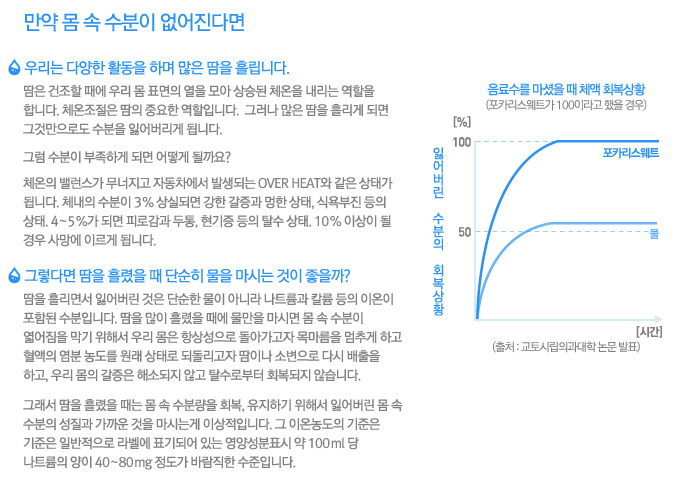 만약 몸 속 수분이 없어진다면
우리는 다양한 활동을 하며 많은 땀을 흘립니다.
땀은 건조할 때에 우리 몸 표면의 열을 모아 상승된 체온을 내리는 역할을
합니다. 체온조절은 땀의 중요한 역할입니다. 그러나 많은 땀을 흘리게 되면
그것만으로도 수분을 잃어버리게 됩니다.
그럼 수분이 부족하게 되면 어떻게 될까요?
체온의 밸런스가 무너지고 자동차에서 발생되는 OVER HEAT와 같은 상태가
됩니다. 체내의 수분이 3% 상실되면 강한 갈증과 멍한 상태, 식욕부진 등의
상태. 4~5%가 되면 피로감과 두통, 현기증 등의 탈수 상태. 10% 이상이 될
경우 사망에 이르게 됩니다.
그렇다면 땀을 흘렸을 때 단순히 물을 마시는 것이 좋을까?
땀을 흘리면서 잃어버린 것은 단순한 물이 아니라 나트륨과 칼륨 등의 이온이
포함된 수분입니다. 땀을 많이 흘렸을 때에 물만을 마시면 몸 속 수분이
엷어짐을 막기 위해서 우리 몸은 항상성으로 돌아가고자 목마름을 멈추게 하고
혈액의 염분 농도를 원래 상태로 되돌리고자 땀이나 소변으로 다시 배출을
하고, 우리 몸의 갈증은 해소되지 않고 탈수로부터 회복되지 않습니다.
그래서 땀을 흘렸을 때는 몸 속 수분량을 회복, 유지하기 위해서 잃어버린 몸 속
수분의 성질과 가까운 것을 마시는게 이상적입니다. 그 이온농도의 기준은
기준은 일반적으로 라벨에 표기되어 있는 영양성분표시 약 100ml 당
나트륨의 양이 40~80mg 정도가 바람직한 수준입니다.
음료수를 마셨을 때 체액 회복상황
(포카리스웨트가 100이라고 했을 경우)
[%]
100
포카리스웨트
잃어버린 수분의 회복상황
50
물
[시간]
(출처 : 교토시립의과대학 논문 발표)